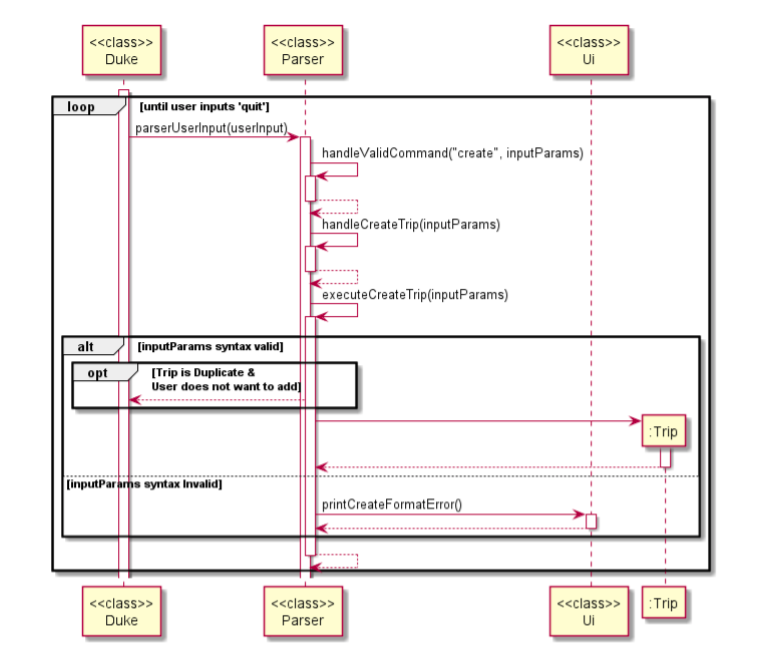 <<class>>
Duke
<<class>>
Parser
<<class>>
Ui
loop
[until user inputs 'quit']
parserUserInput(userInput)
handleValidCommand("create", inputParams)
handleCreateTrip(inputParams)
executeCreateTrip(inputParams)
alt
[inputParams syntax valid]
opt
[Trip is Duplicate &
User does not want to add]
:Trip
[inputParams syntax Invalid]
printCreateFormatError()
<<class>>
Duke
<<class>>
Parser
<<class>>
Ui
:Trip